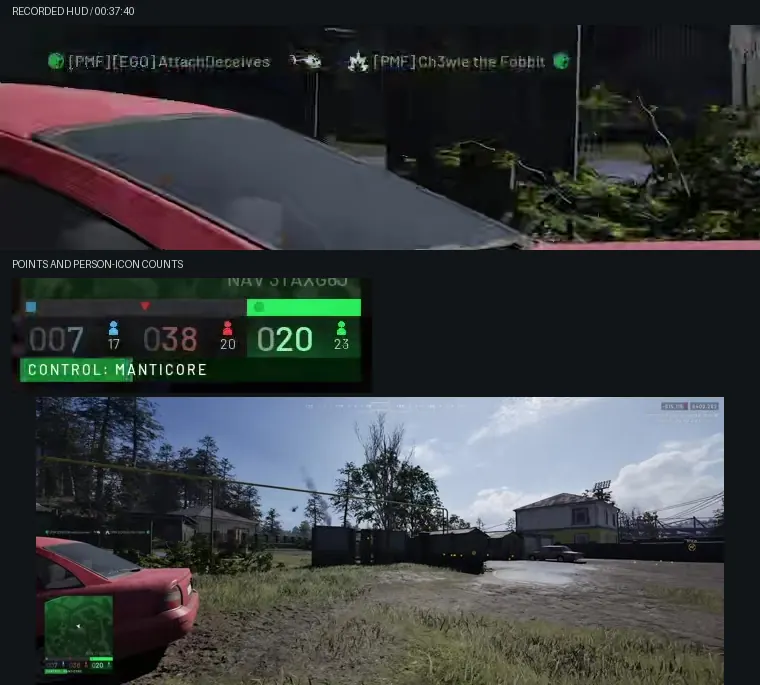 RECORDED HUD / 00:37:40
[PMF][EGO]AttachDeceives [PMF]Ch3wie the Fobbit
POINTS AND PERSON-ICON COUNTS
007 17 038 20 020 23
CONTROL: MANTICORE